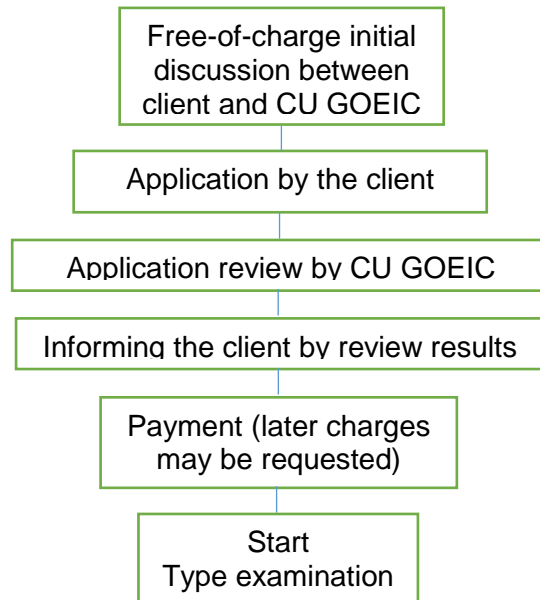 Free-of-charge initial
discussion between
client and CU GOEIC
Application by the client
Application review by CU GOEIC
Informing the client by review results
Payment (later charges
may be requested)
Start
Type examination